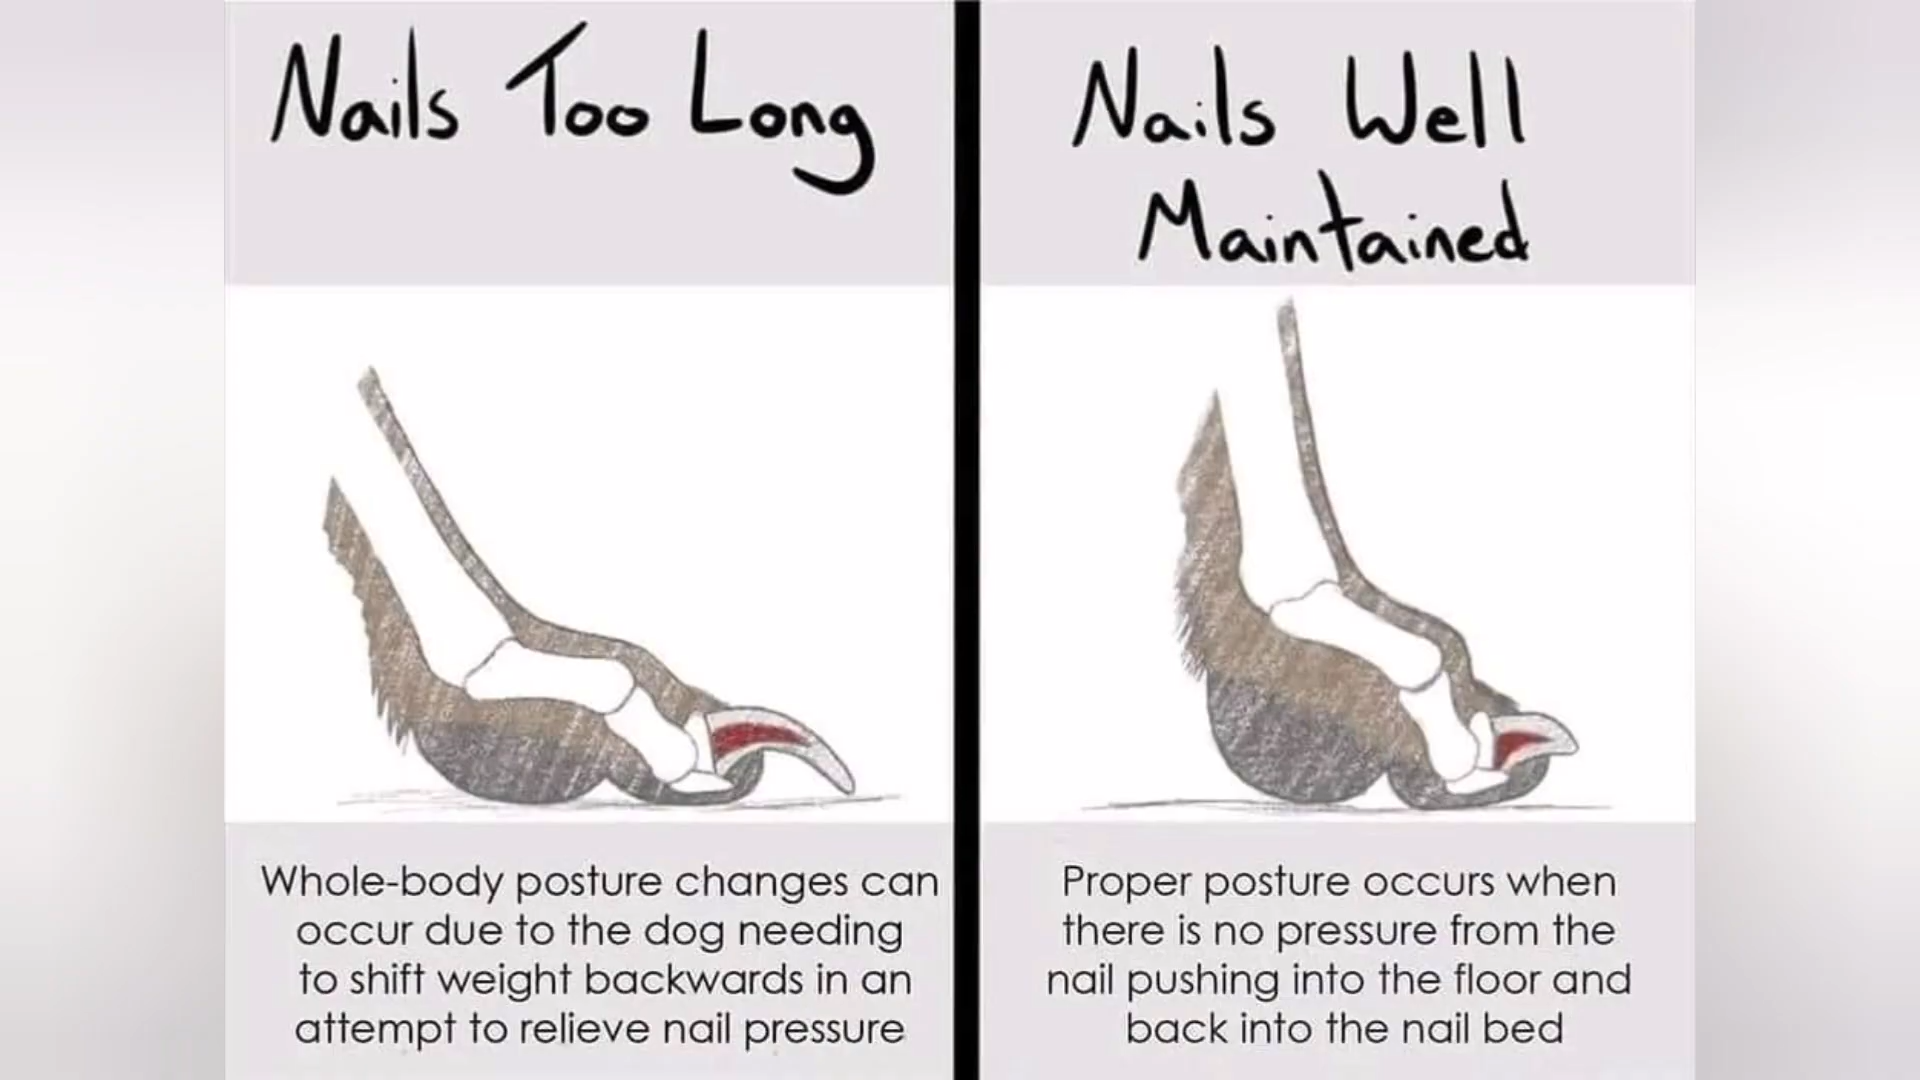 Nails Too Long
Whole-body posture changes can
occur due to the dog needing
to shift weight backwards in an
attempt to relieve nail pressure
Nails Well
Maintained
Proper posture occurs when
there is no pressure from the
nail pushing into the floor and
back into the nail bed